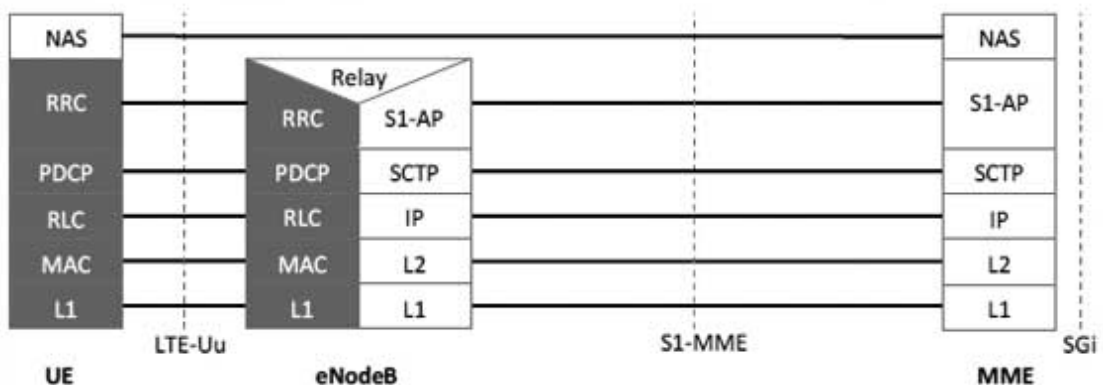 NAS NAS
Relay
RRC RRC S1-AP S1-AP
PDCP PDCP SCTP SCTP
RLC RLC IP IP
MAC MAC L2 L2
L1 L1 L1 L1
LTE-Uu S1-MME SGi
UE eNodeB MME